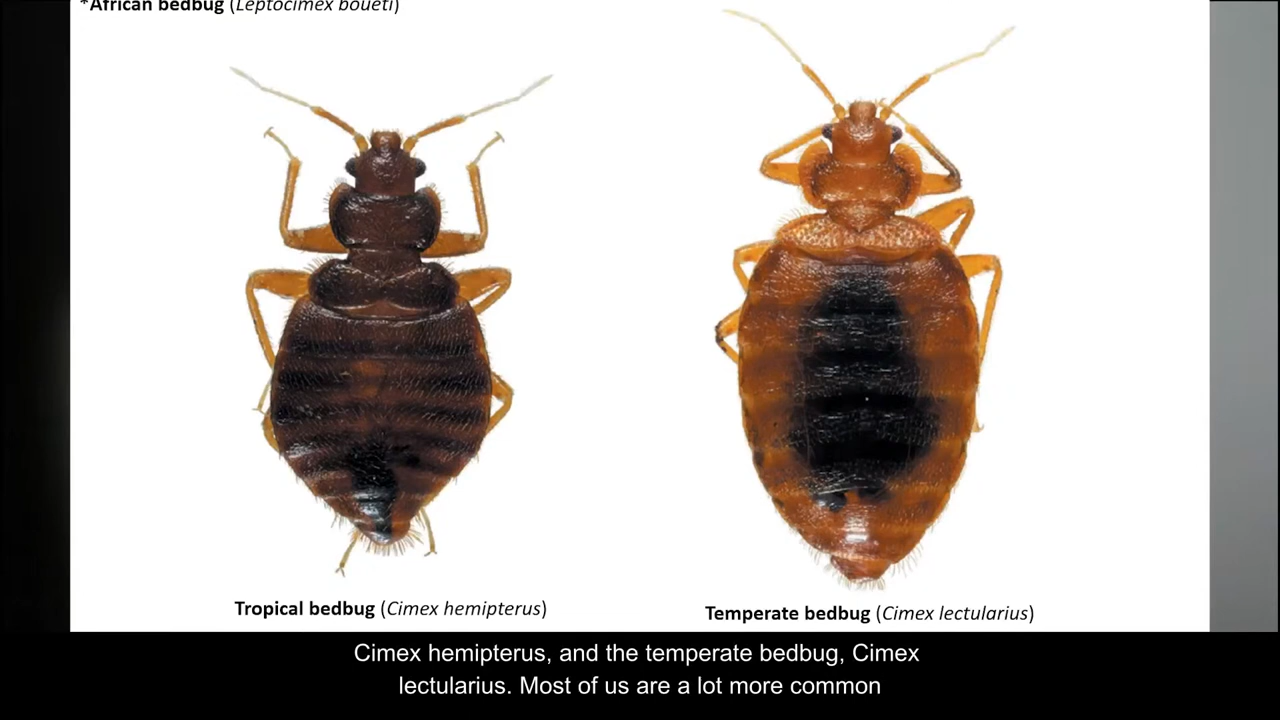 *African bedbug (Leptocimex boueti)
Tropical bedbug (Cimex hemipterus)
Temperate bedbug (Cimex lectularius)
Cimex hemipterus, and the temperate bedbug, Cimex
lectularius. Most of us are a lot more common